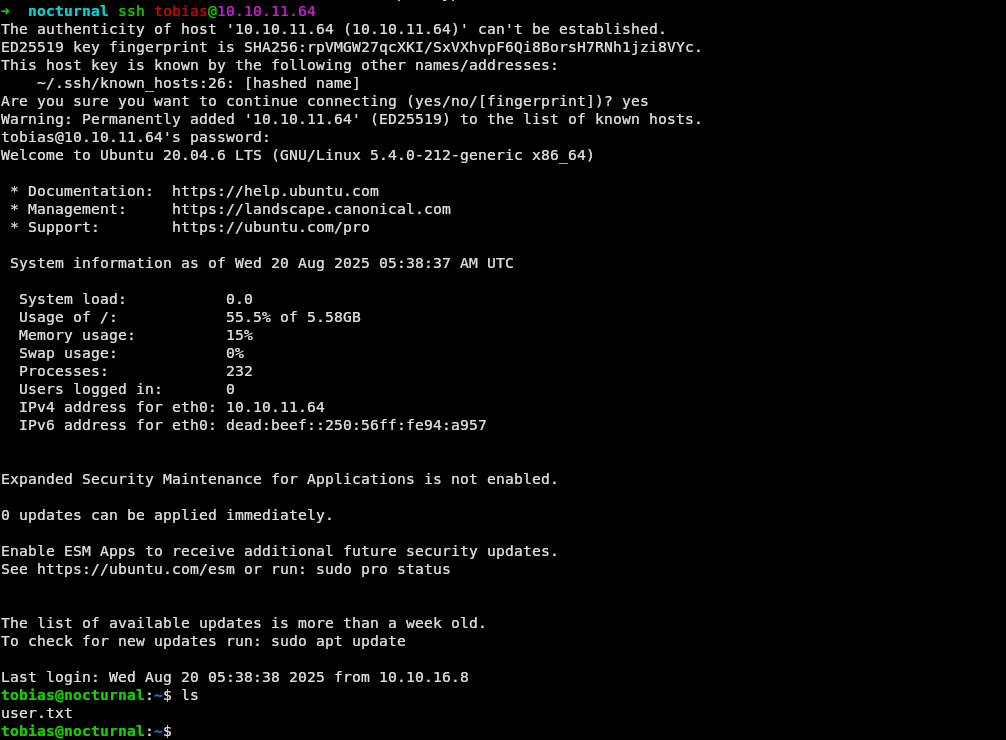 ➜  nocturnal ssh tobias@10.10.11.64
The authenticity of host '10.10.11.64 (10.10.11.64)' can't be established.
ED25519 key fingerprint is SHA256:rpVMGW27qcXKI/SxVXhvpF6Qi8BorsH7RNh1jzi8VYc.
This host key is known by the following other names/addresses:
    ~/.ssh/known_hosts:26: [hashed name]
Are you sure you want to continue connecting (yes/no/[fingerprint])? yes
Warning: Permanently added '10.10.11.64' (ED25519) to the list of known hosts.
tobias@10.10.11.64's password:
Welcome to Ubuntu 20.04.6 LTS (GNU/Linux 5.4.0-212-generic x86_64)

 * Documentation:  https://help.ubuntu.com
 * Management:     https://landscape.canonical.com
 * Support:        https://ubuntu.com/pro

 System information as of Wed 20 Aug 2025 05:38:37 AM UTC

  System load:           0.0
  Usage of /:            55.5% of 5.58GB
  Memory usage:          15%
  Swap usage:            0%
  Processes:             232
  Users logged in:       0
  IPv4 address for eth0: 10.10.11.64
  IPv6 address for eth0: dead:beef::250:56ff:fe94:a957


Expanded Security Maintenance for Applications is not enabled.

0 updates can be applied immediately.

Enable ESM Apps to receive additional future security updates.
See https://ubuntu.com/esm or run: sudo pro status


The list of available updates is more than a week old.
To check for new updates run: sudo apt update

Last login: Wed Aug 20 05:38:38 2025 from 10.10.16.8
tobias@nocturnal:~$ ls
user.txt
tobias@nocturnal:~$